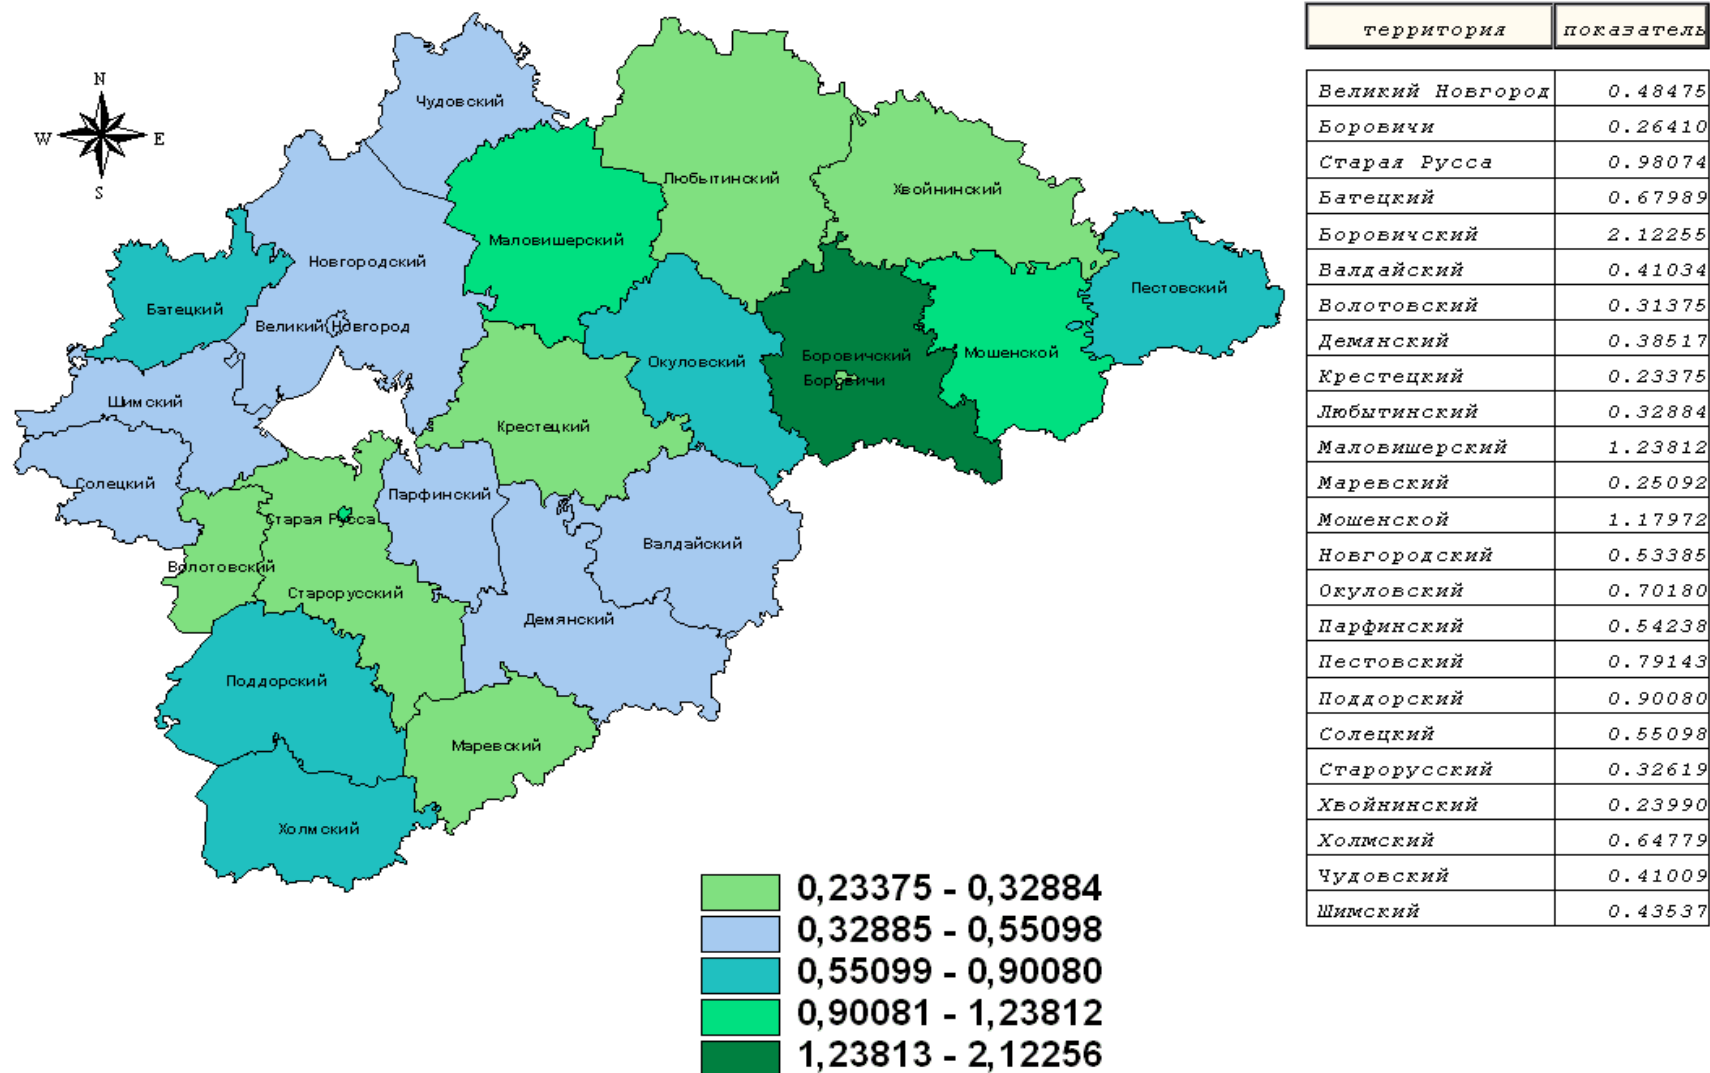 N
W
E
S
Чудовский
Любытинский
Хвойнинский
Маловишерский
Новгородский
Батецкий
Великий Новгород
Пестовский
Окуловский
Боровичский
Мошенской
Боровичи
Шимский
Крестецкий
Солецкий
Парфинский
Старая Русса
Валдайский
Волотовский
Старорусский
Демянский
Поддорский
Маревский
Холмский
0,23375 - 0,32884
0,32885 - 0,55098
0,55099 - 0,90080
0,90081 - 1,23812
1,23813 - 2,12256
территория показатель
Великий Новгород 0.48475
Боровичи 0.26410
Старая Русса 0.98074
Батецкий 0.67989
Боровичский 2.12255
Валдайский 0.41034
Волотовский 0.31375
Демянский 0.38517
Крестецкий 0.23375
Любытинский 0.32884
Маловишерский 1.23812
Маревский 0.25092
Мошенской 1.17972
Новгородский 0.53385
Окуловский 0.70180
Парфинский 0.54238
Пестовский 0.79143
Поддорский 0.90080
Солецкий 0.55098
Старорусский 0.32619
Хвойнинский 0.23990
Холмский 0.64779
Чудовский 0.41009
Шимский 0.43537